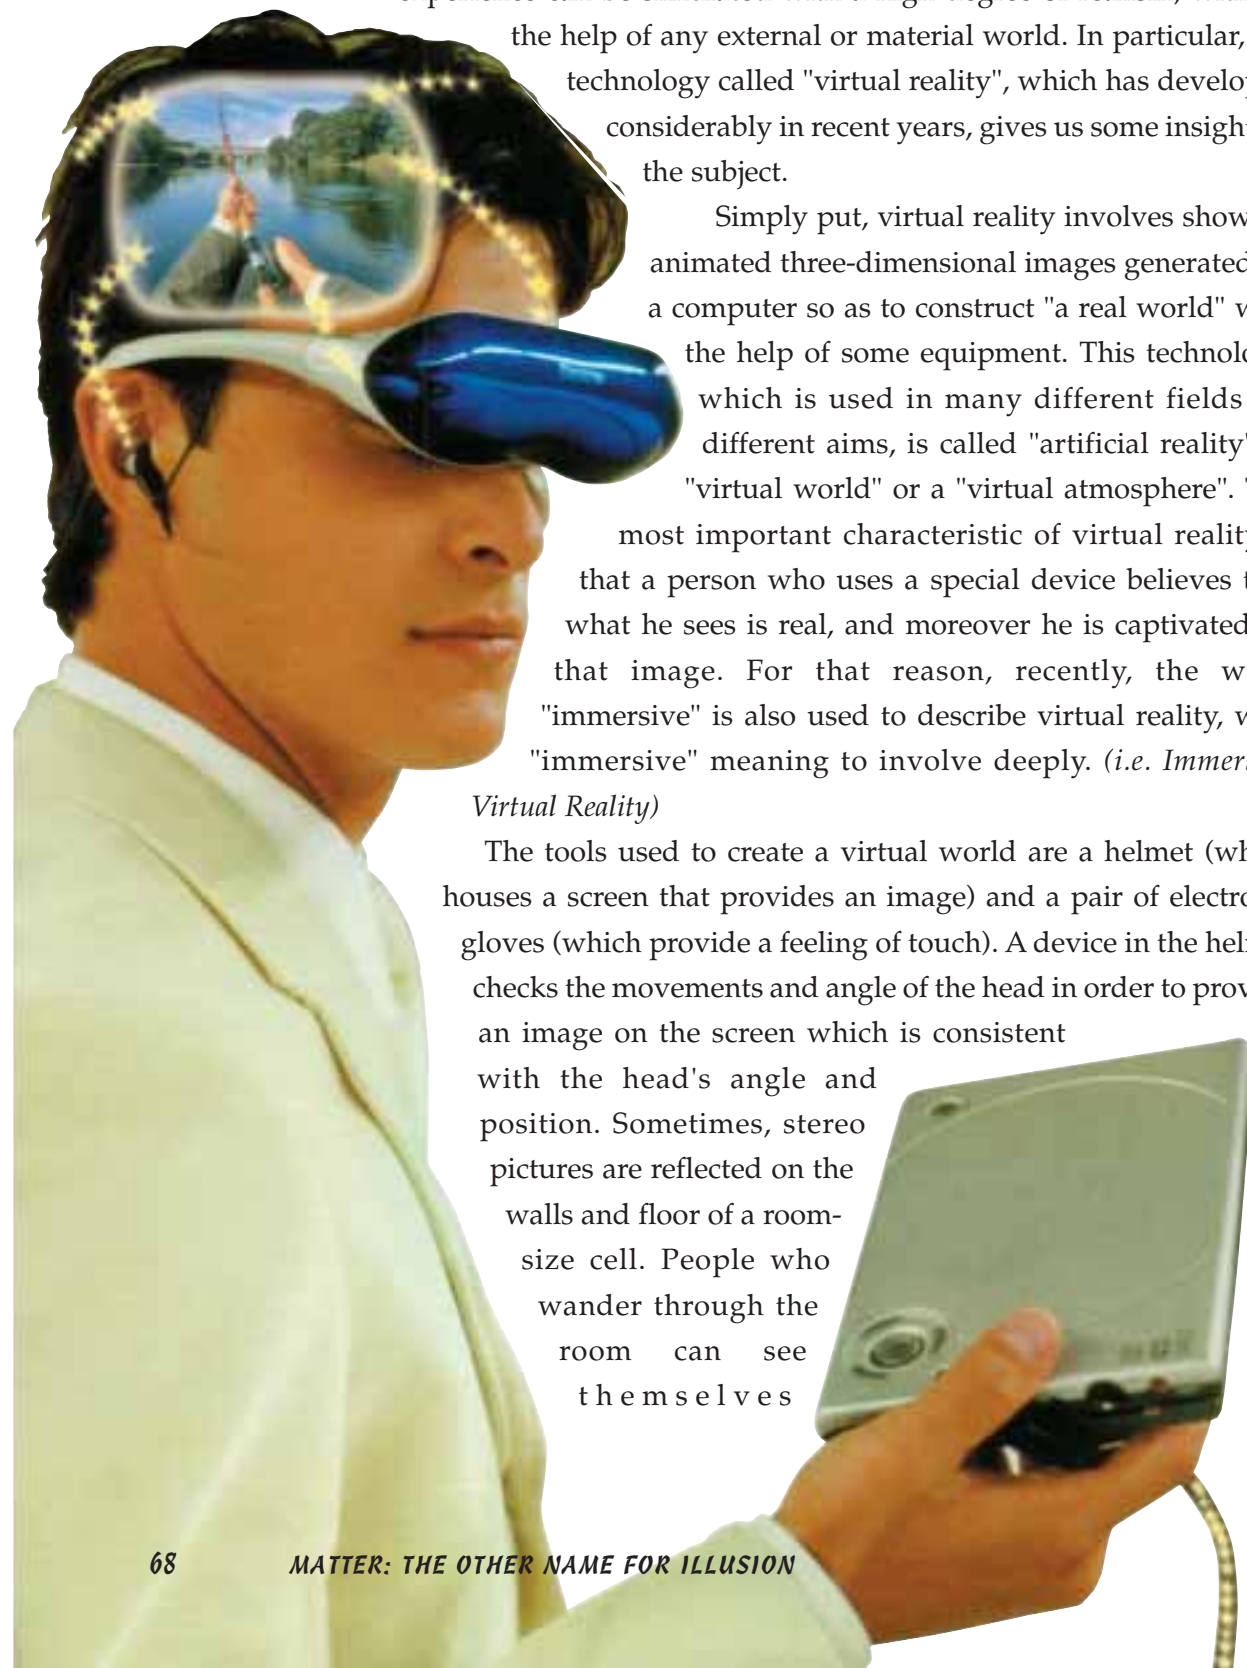 the help of any external or material world. In particular,
technology called "virtual reality", which has develop
considerably in recent years, gives us some insigh
the subject.
Simply put, virtual reality involves show
animated three-dimensional images generated
a computer so as to construct "a real world" w
the help of some equipment. This technolo
which is used in many different fields
different aims, is called "artificial reality"
"virtual world" or a "virtual atmosphere". T
most important characteristic of virtual reality
that a person who uses a special device believes t
what he sees is real, and moreover he is captivated
that image. For that reason, recently, the w
"immersive" is also used to describe virtual reality, w
"immersive" meaning to involve deeply. (i.e. Immers
Virtual Reality)
The tools used to create a virtual world are a helmet (wh
houses a screen that provides an image) and a pair of electro
gloves (which provide a feeling of touch). A device in the heln
checks the movements and angle of the head in order to prov
an image on the screen which is consistent
with the head's angle and
position. Sometimes, stereo
pictures are reflected on the
walls and floor of a room-
size cell. People who
wander through the
room can see
themselves
68 MATTER: THE OTHER NAME FOR ILLUSION